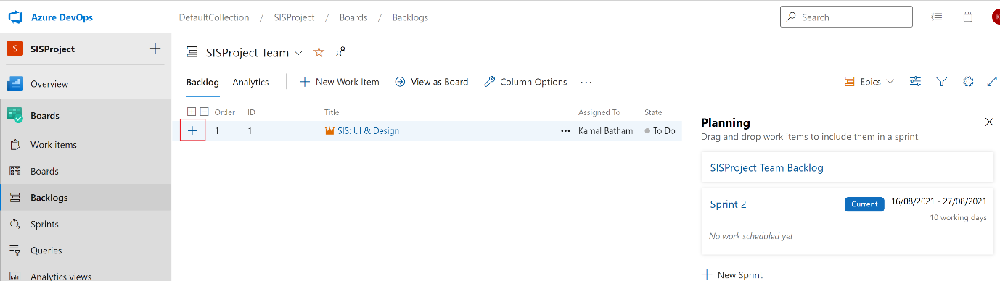 Azure DevOps
DefaultCollection / SISProject / Boards / Backlogs
Search
K
S SISProject
SISProject Team
Overview
Backlog Analytics New Work Item View as Board Column Options ...
Epics
Boards
Order ID Title Assigned To State
1 1 SIS: UI & Design ... Kamal Batham To Do
Planning
Drag and drop work items to include them in a sprint.
Work items
SISProject Team Backlog
Boards
Backlogs
Sprint 2 Current 16/08/2021 - 27/08/2021
10 working days
Sprints
No work scheduled yet
Queries
Analytics views
New Sprint